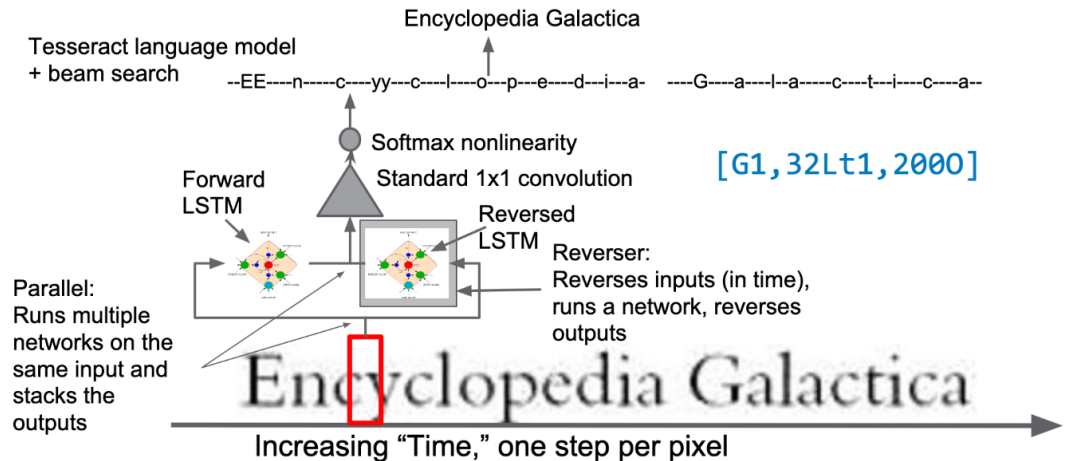 Encyclopedia Galactica
Tesseract language model
+ beam search
--EE----n-----c---yy---c---l---o---p---e---d---i---a-   ----G---a---l---a---c---t---i---c---a--
Softmax nonlinearity
[G1,32Lt1,200O]
Standard 1x1 convolution
Forward
LSTM
Reversed
LSTM
Reverser:
Reverses inputs (in time),
runs a network, reverses
outputs
Parallel:
Runs multiple
networks on the
same input and
stacks the
outputs
Encyclopedia Galactica
Increasing “Time,” one step per pixel